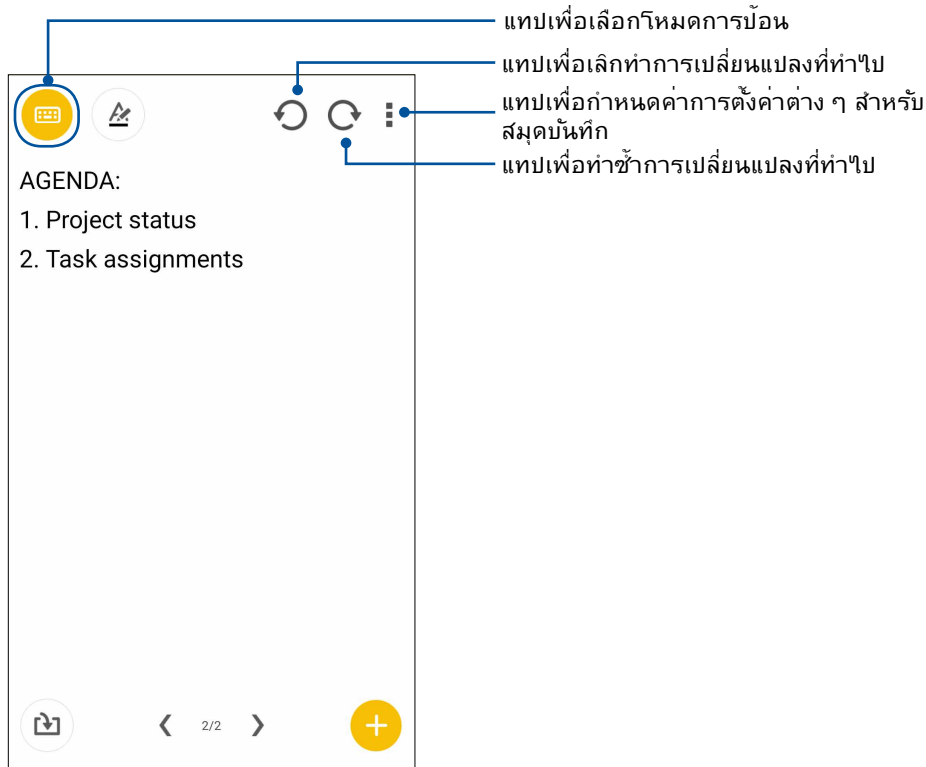 แทปเพื่อเลือกโหมดการป้อน
แทปเพื่อเลิกทำการเปลี่ยนแปลงที่ทำไป
แทปเพื่อกำหนดค่าการตั้งค่าต่าง ๆ สำหรับ
สมุดบันทึก
แทปเพื่อทำซ้ำการเปลี่ยนแปลงที่ทำไป
AGENDA:
1. Project status
2. Task assignments
2/2